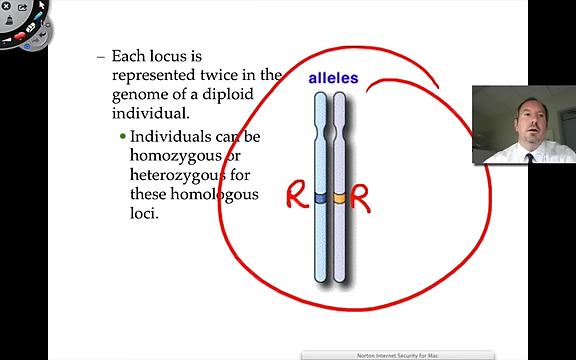 – Each locus is
represented twice in the
genome of a diploid
individual.
• Individuals can be
homozygous or
heterozygous for
these homologous
loci.
alleles
R R
Norton Internet Security for Mac